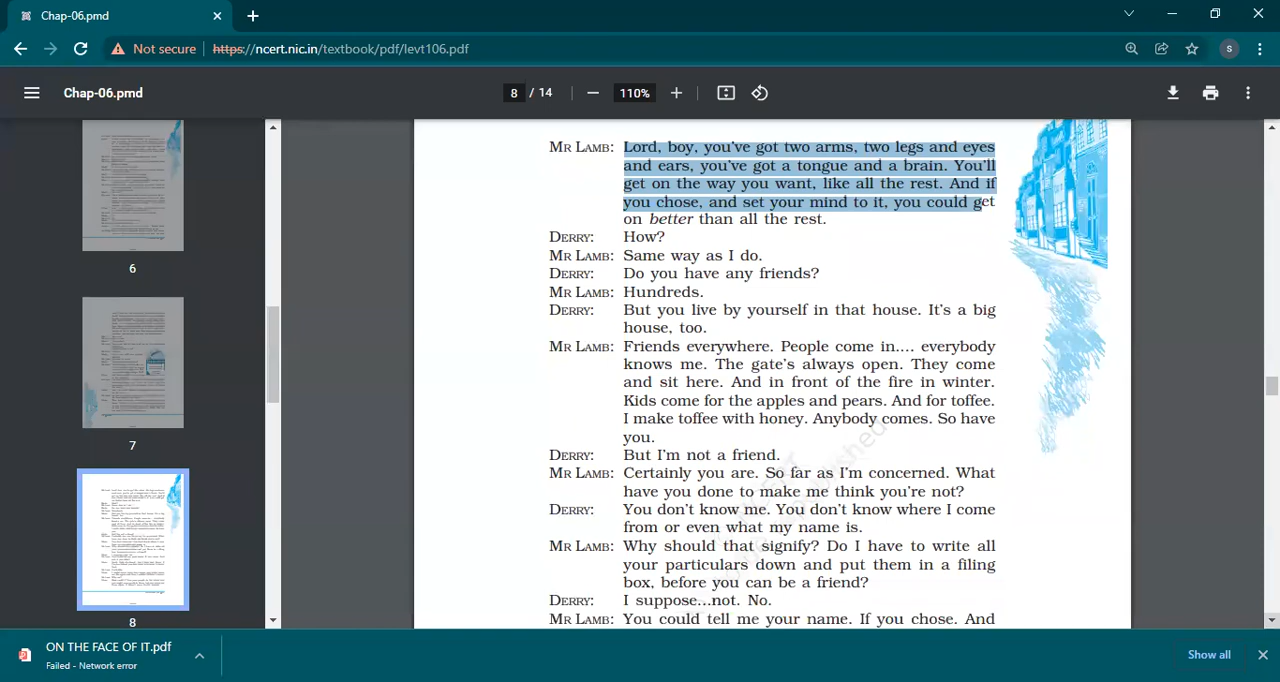 Chap-06.pmd
Not secure
https://ncert.nic.in/textbook/pdf/levt106.pdf
S
Chap-06.pmd
8 / 14
110%
6
7
8
MR LAMB: Lord, boy, you've got two arms, two legs and eyes
and ears, you've got a tongue and a brain. You'll
get on the way you want, like all the rest. And if
you chose, and set your mind to it, you could get
on better than all the rest.
DERRY: How?
MR LAMB: Same way as I do.
DERRY: Do you have any friends?
MR LAMB: Hundreds.
DERRY: But you live by yourself in that house. It's a big
house, too.
MR LAMB: Friends everywhere. People come in... everybody
knows me. The gate's always open. They come
and sit here. And in front of the fire in winter.
Kids come for the apples and pears. And for toffee.
I make toffee with honey. Anybody comes. So have
you.
DERRY: But I'm not a friend.
MR LAMB: Certainly you are. So far as I'm concerned. What
have you done to make me think you're not?
DERRY: You don't know me. You don't know where I come
from or even what my name is.
MR LAMB: Why should that signify? Do I have to write all
your particulars down and put them in a filing
box, before you can be a friend?
DERRY: I suppose...not. No.
MR LAMB: You could tell me your name. If you chose. And
ON THE FACE OF IT.pdf
Failed - Network error
Show all